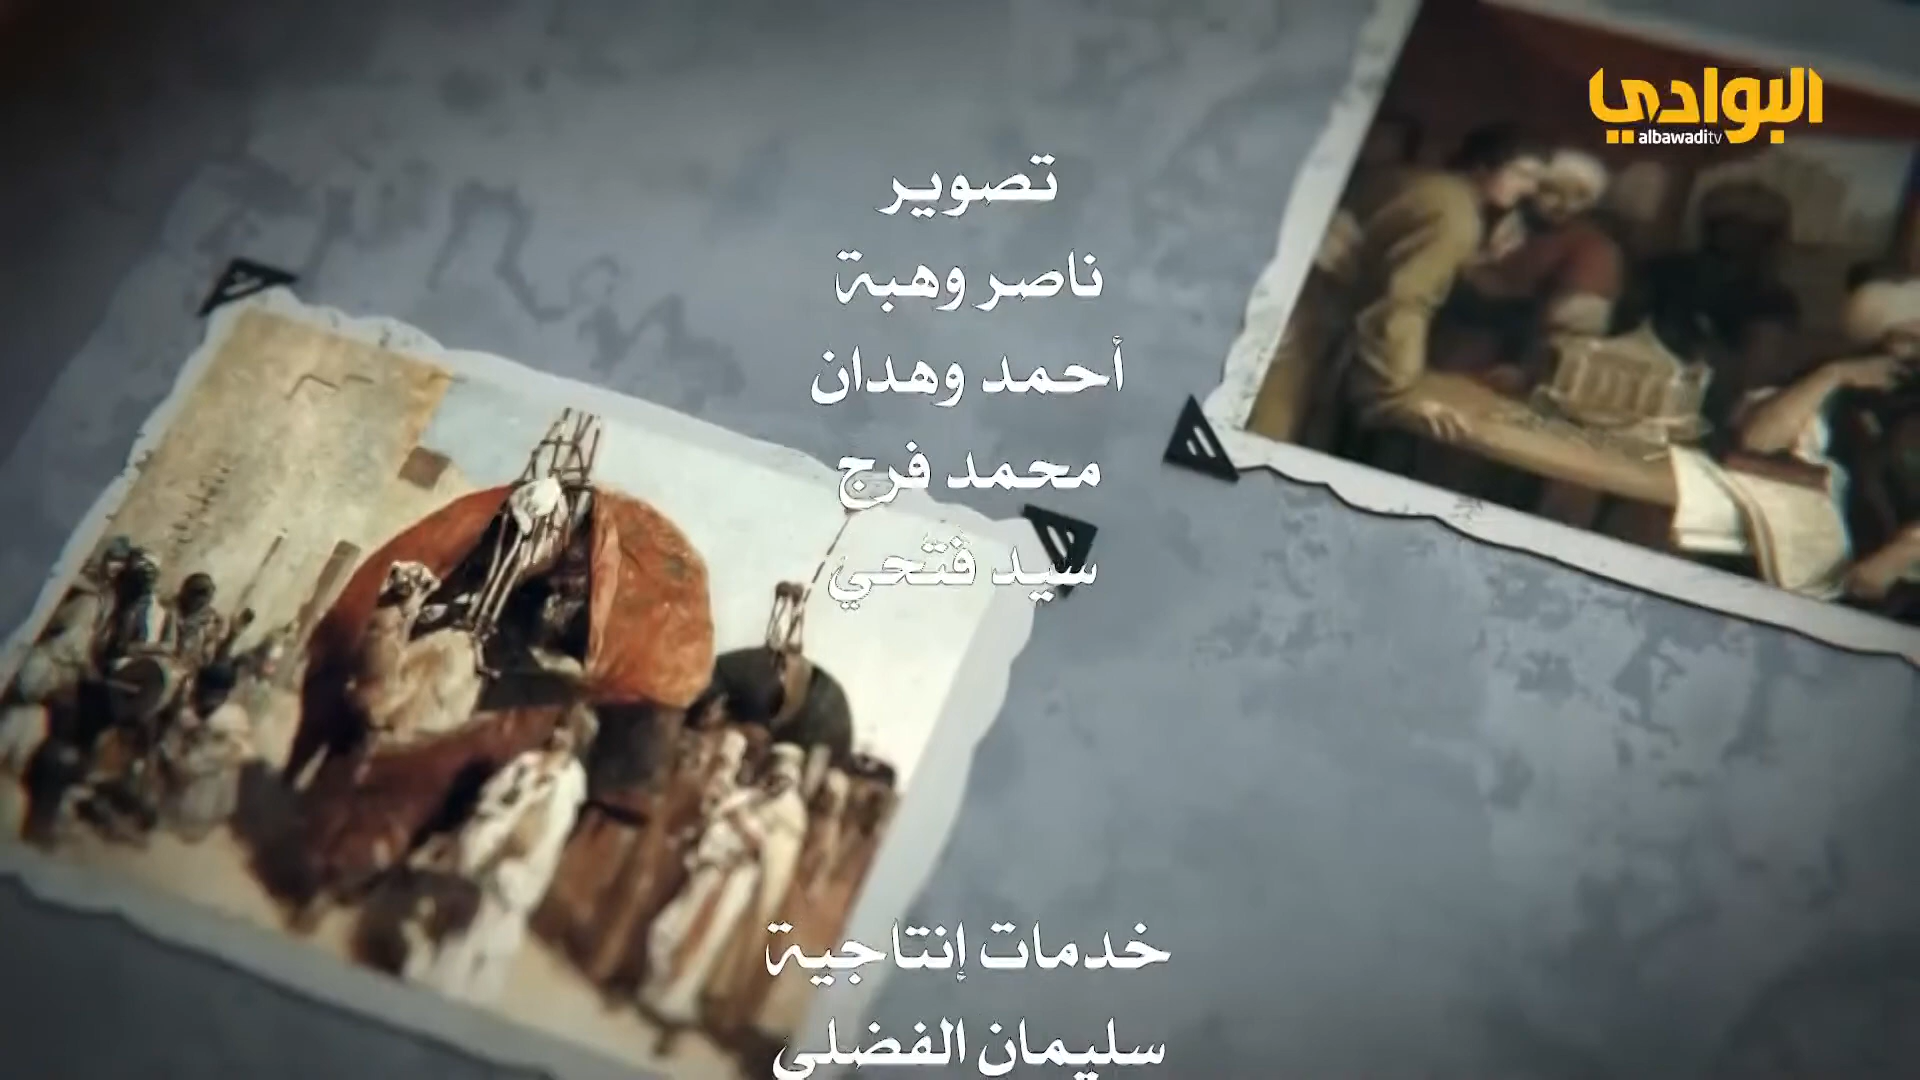 البوادي
albawaditv
تصوير
ناصر وهبة
أحمد وهدان
محمد فرج
سيد فتحي
خدمات إنتاجية
سليمان الفضلي